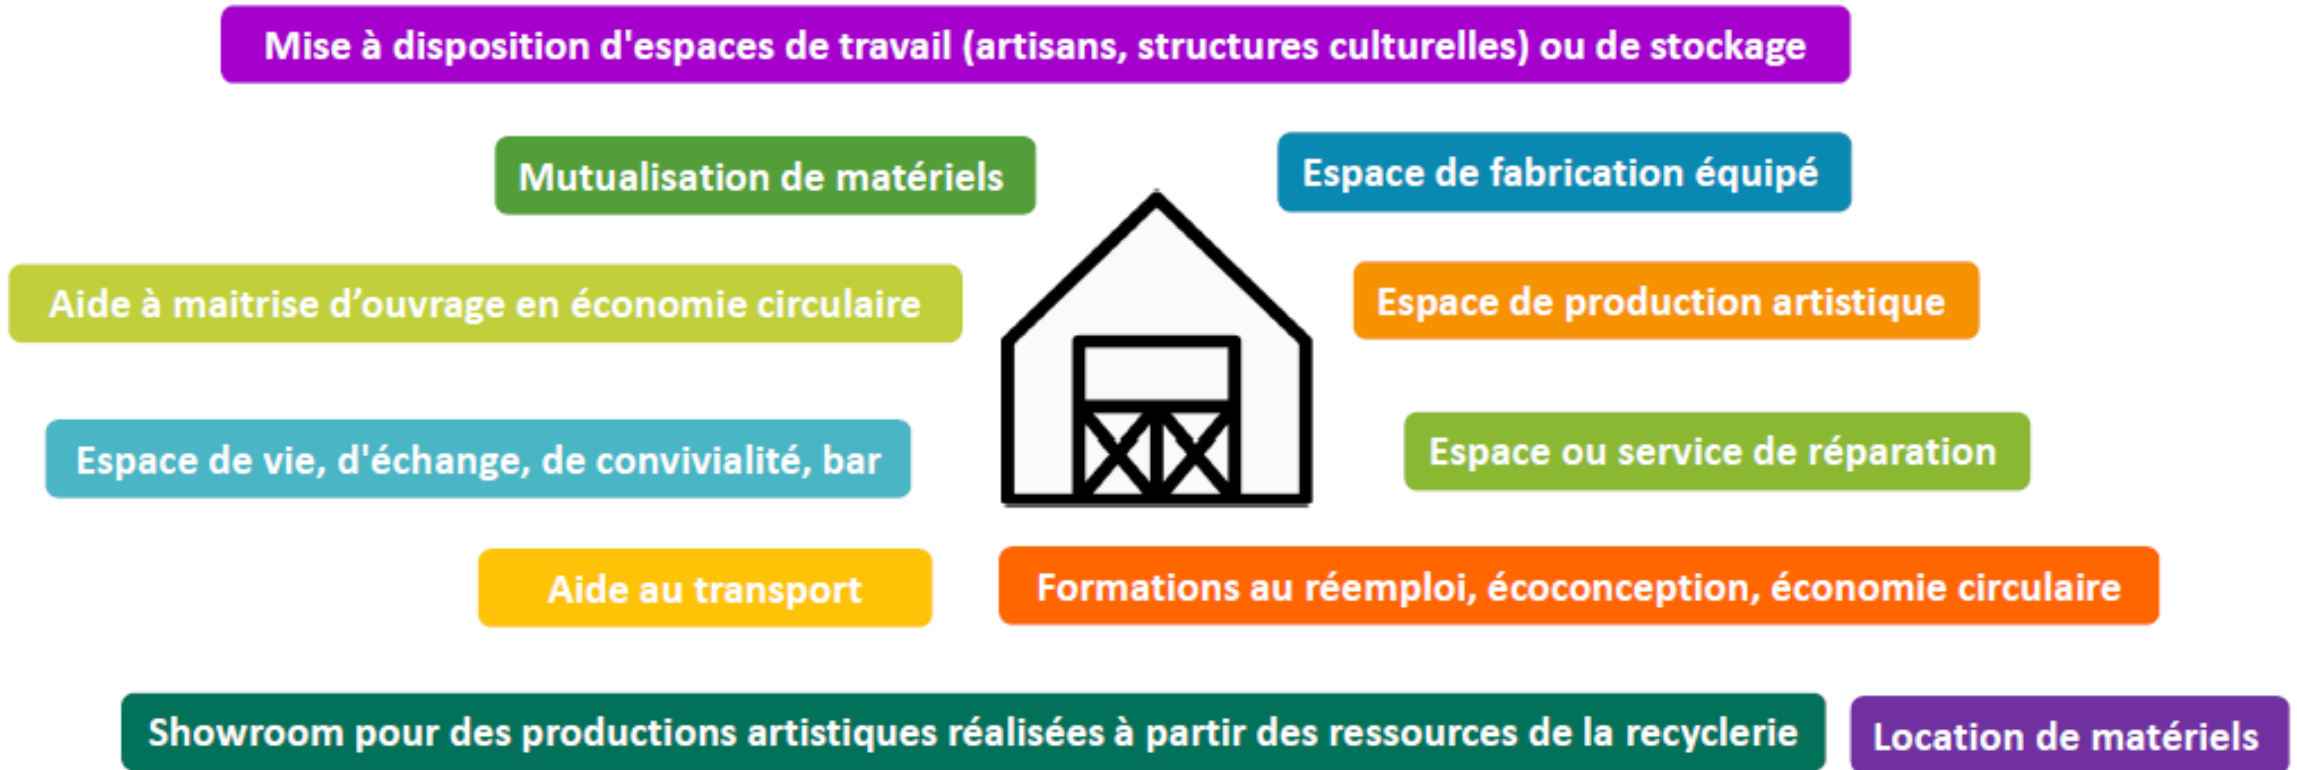 Mise à disposition d'espaces de travail (artisans, structures culturelles) ou de stockage
Mutualisation de matériels
Espace de fabrication équipé
Aide à maitrise d’ouvrage en économie circulaire
Espace de production artistique
Espace de vie, d'échange, de convivialité, bar
Espace ou service de réparation
Aide au transport
Formations au réemploi, écoconception, économie circulaire
Showroom pour des productions artistiques réalisées à partir des ressources de la recyclerie
Location de matériels